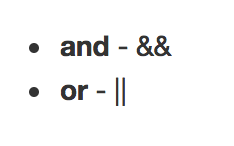 • and - &&
• or - ||